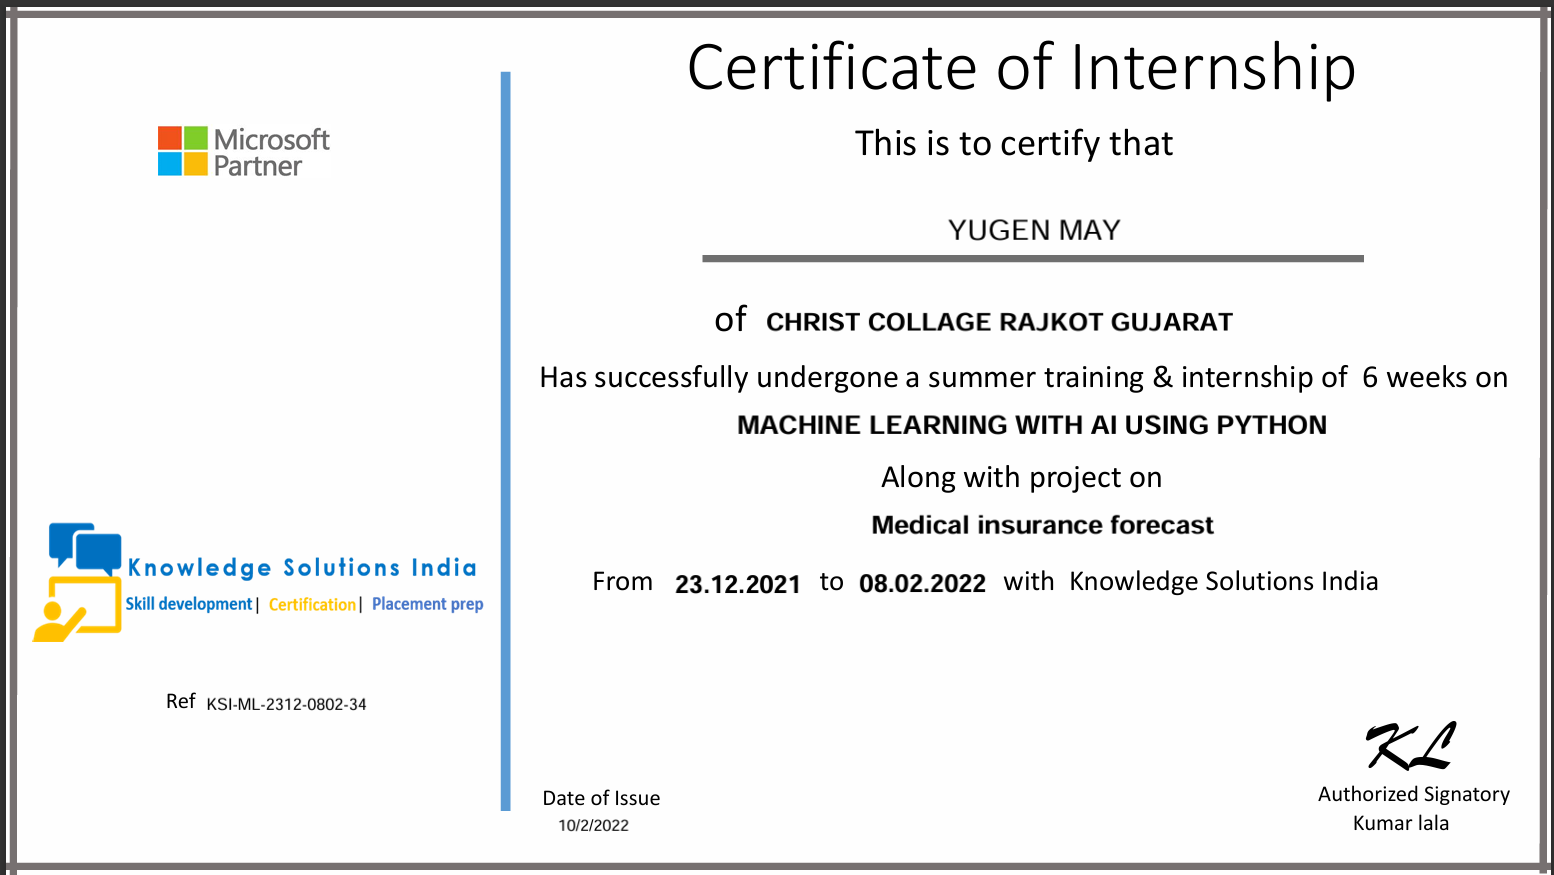 Microsoft
Partner
Knowledge Solutions India
Skill development| Certification| Placement prep
Ref KSI-ML-2312-0802-34
Certificate of Internship
This is to certify that
YUGEN MAY
of CHRIST COLLAGE RAJKOT GUJARAT
Has successfully undergone a summer training & internship of 6 weeks on
MACHINE LEARNING WITH AI USING PYTHON
Along with project on
Medical insurance forecast
From 23.12.2021 to 08.02.2022 with Knowledge Solutions India
Date of Issue
10/2/2022
KL
Authorized Signatory
Kumar lala